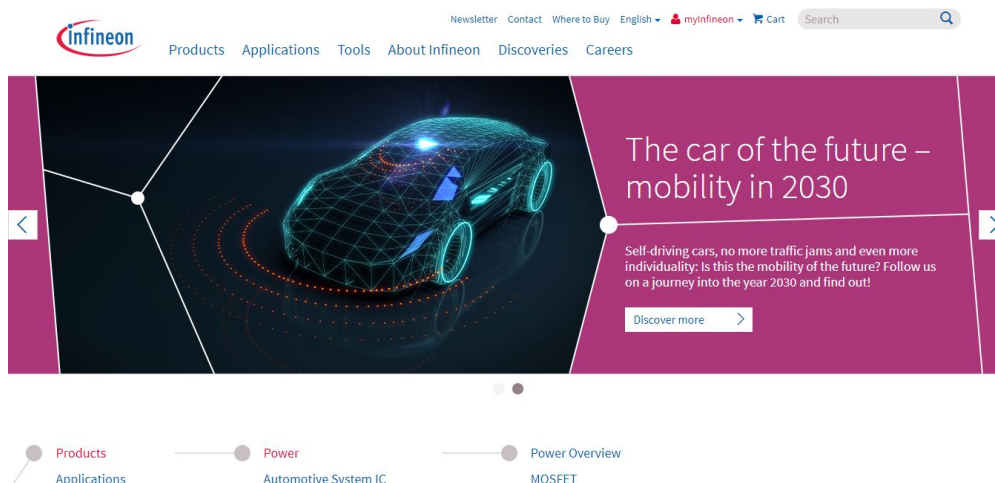 Newsletter Contact Where to Buy English myInfineon Cart Search
infineon
Products Applications Tools About Infineon Discoveries Careers
The car of the future –
mobility in 2030
Self-driving cars, no more traffic jams and even more
individuality: Is this the mobility of the future? Follow us
on a journey into the year 2030 and find out!
Discover more
Products Power Power Overview
Applications Automotive System IC MOSFET